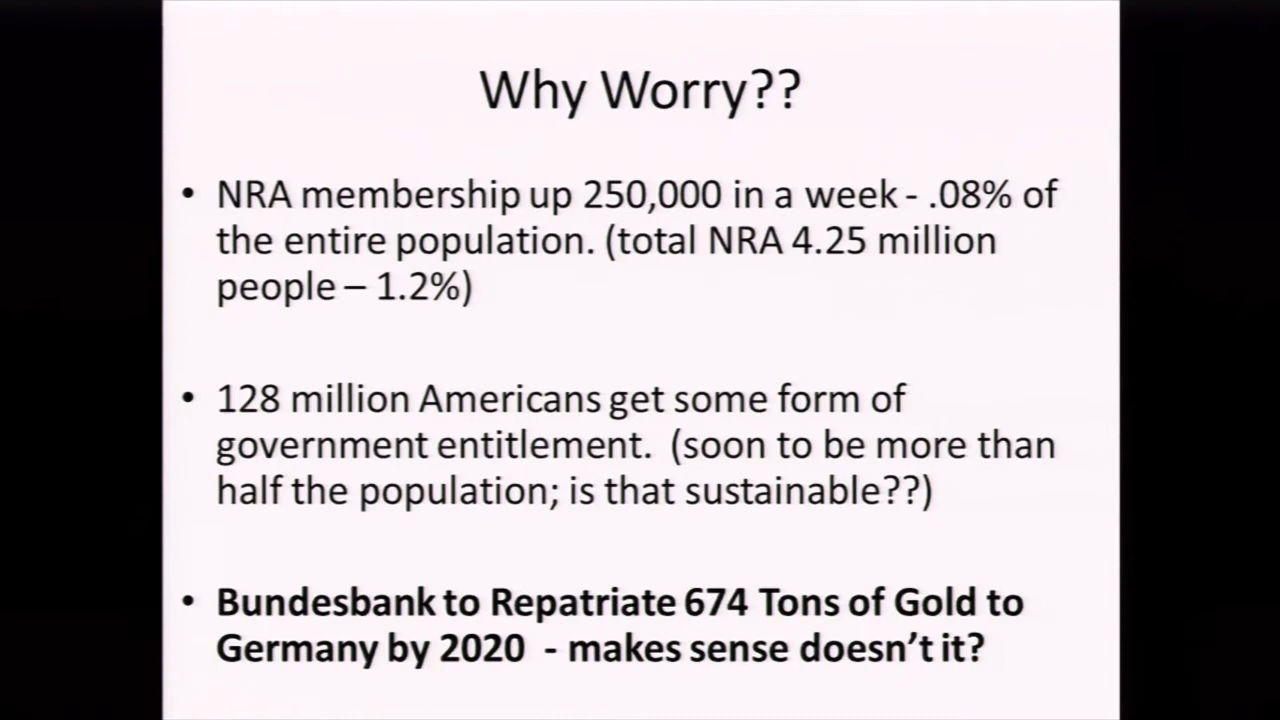 Why Worry??
• NRA membership up 250,000 in a week - .08% of
the entire population. (total NRA 4.25 million
people – 1.2%)
• 128 million Americans get some form of
government entitlement.  (soon to be more than
half the population; is that sustainable??)
• Bundesbank to Repatriate 674 Tons of Gold to
Germany by 2020  - makes sense doesn’t it?